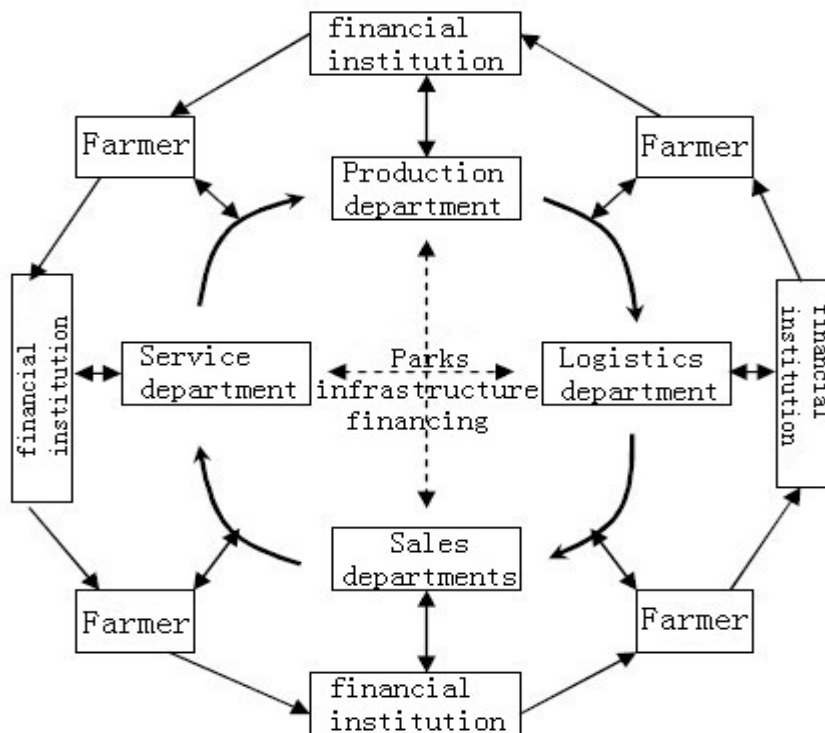 financial
institution
Farmer
Farmer
Production
department
financial
institution
Service
department
Parks
infrastructure
financing
Logistics
department
financial
institution
Sales
departments
Farmer
Farmer
financial
institution